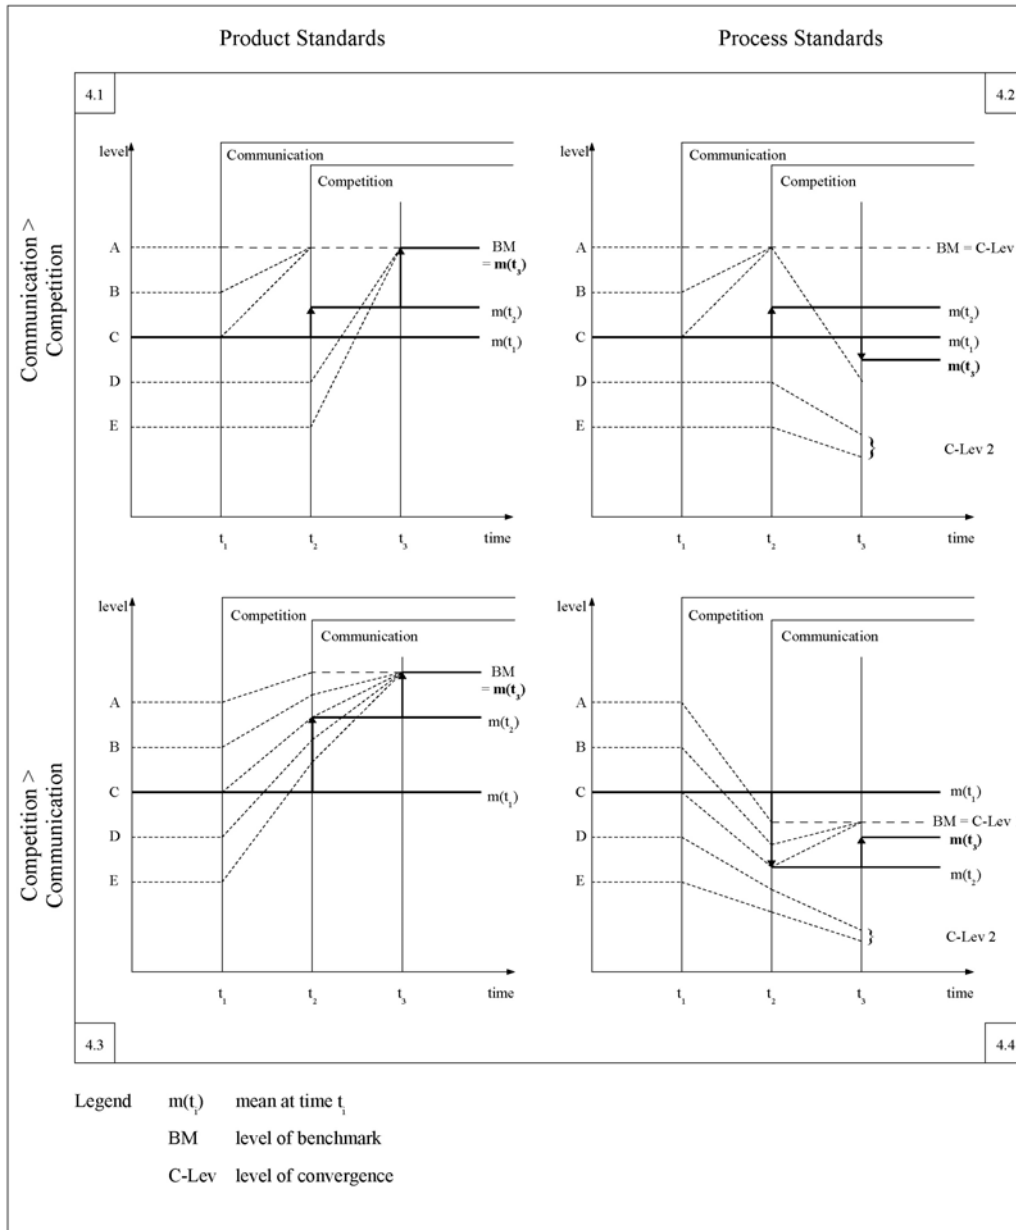 Product Standards
Process Standards
Communication >
Competition
4.1
level
Communication
Competition
A
B
C
D
E
BM
= m(t3)
m(t2)
m(t1)
t1
t2
t3
time
4.2
level
Communication
Competition
A
B
C
D
E
BM = C-Lev
m(t2)
m(t1)
m(t3)
} C-Lev 2
}
t1
t2
t3
time
Competition >
Communication
level
Competition
Communication
A
B
C
D
E
BM
= m(t3)
m(t2)
m(t1)
t1
t2
t3
time
4.3
level
Competition
Communication
A
B
C
D
E
m(t1)
BM = C-Lev
m(t3)
m(t2)
} C-Lev 2
}
t1
t2
t3
time
4.4
Legend m(ti) mean at time ti
BM level of benchmark
C-Lev level of convergence